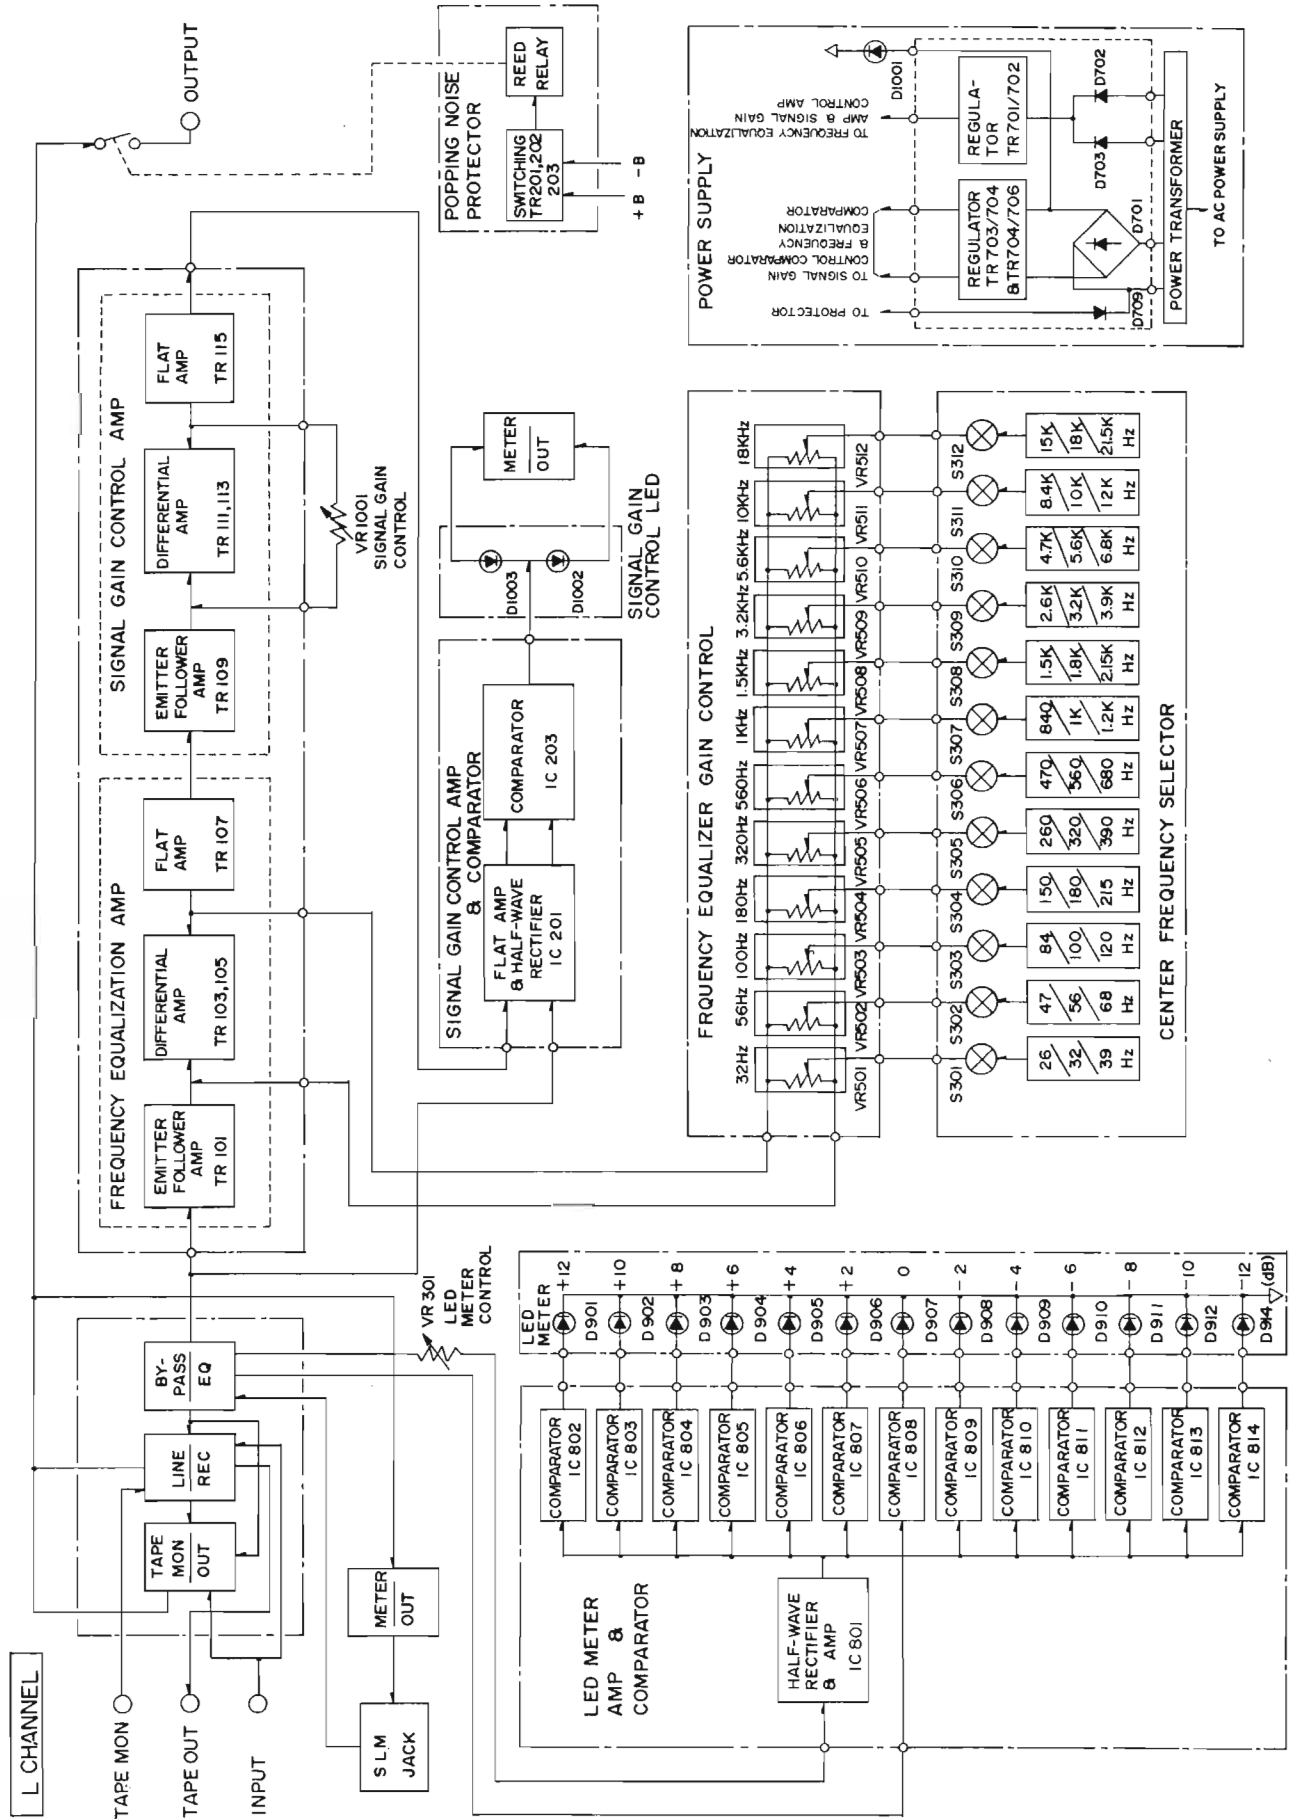 L CHANNEL
TAPE MON
TAPE OUT
INPUT
TAPE
MON
OUT
LINE
REC
BY-
PASS
EQ
S L M
JACK
METER
OUT
VR 301
LED
METER
CONTROL
FREQUENCY EQUALIZATION AMP
EMITTER
FOLLOWER
AMP
TR 101
DIFFERENTIAL
AMP
TR 103,105
FLAT
AMP
TR 107
SIGNAL GAIN CONTROL AMP
EMITTER
FOLLOWER
AMP
TR 109
DIFFERENTIAL
AMP
TR 111,113
FLAT
AMP
TR 115
VR 1001
SIGNAL GAIN
CONTROL
OUTPUT
SIGNAL GAIN CONTROL AMP
& COMPARATOR
FLAT AMP
& HALF-WAVE
RECTIFIER
IC 201
COMPARATOR
IC 203
D1003
D1002
SIGNAL GAIN
CONTROL LED
METER
OUT
POPPING NOISE
PROTECTOR
SWITCHING
TR201,202
203
REED
RELAY
+B -B
LED METER
AMP &
COMPARATOR
HALF-WAVE
RECTIFIER
& AMP
IC 801
COMPARATOR
IC 802
COMPARATOR
IC 803
COMPARATOR
IC 804
COMPARATOR
IC 805
COMPARATOR
IC 806
COMPARATOR
IC 807
COMPARATOR
IC 808
COMPARATOR
IC 809
COMPARATOR
IC 810
COMPARATOR
IC 811
COMPARATOR
IC 812
COMPARATOR
IC 813
COMPARATOR
IC 814
LED
METER
D901
D902
D903
D904
D905
D906
D907
D908
D909
D910
D911
D912
D914
+12
+10
+8
+6
+4
+2
0
-2
-4
-6
-8
-10
-12
(dB)
FRQUENCY EQUALIZER GAIN CONTROL
32Hz
56Hz
100Hz
180Hz
320Hz
560Hz
1KHz
1.5KHz
3.2KHz
5.6KHz
10KHz
18KHz
VR501
VR502
VR503
VR504
VR505
VR506
VR507
VR508
VR509
VR510
VR511
VR512
S301
S302
S303
S304
S305
S306
S307
S308
S309
S310
S311
S312
26
32
39
Hz
47
56
68
Hz
84
100
120
Hz
150
180
215
Hz
260
320
390
Hz
470
560
680
Hz
840
1K
1.2K
Hz
1.5K
1.8K
2.15K
Hz
2.6K
3.2K
3.9K
Hz
4.7K
5.6K
6.8K
Hz
8.4K
10K
12K
Hz
15K
18K
21.5K
Hz
CENTER FREQUENCY SELECTOR
POWER SUPPLY
TO PROTECTOR
TO SIGNAL GAIN
CONTROL COMPARATOR
& FREQUENCY
EQUALIZATION
COMPARATOR
TO FREQUENCY EQUALIZATION
AMP & SIGNAL GAIN
CONTROL AMP
D1001
REGULATOR
TR703/704
&TR704/706
REGULA-
TOR
TR701/702
D709
D701
D703
D702
POWER TRANSFORMER
TO AC POWER SUPPLY